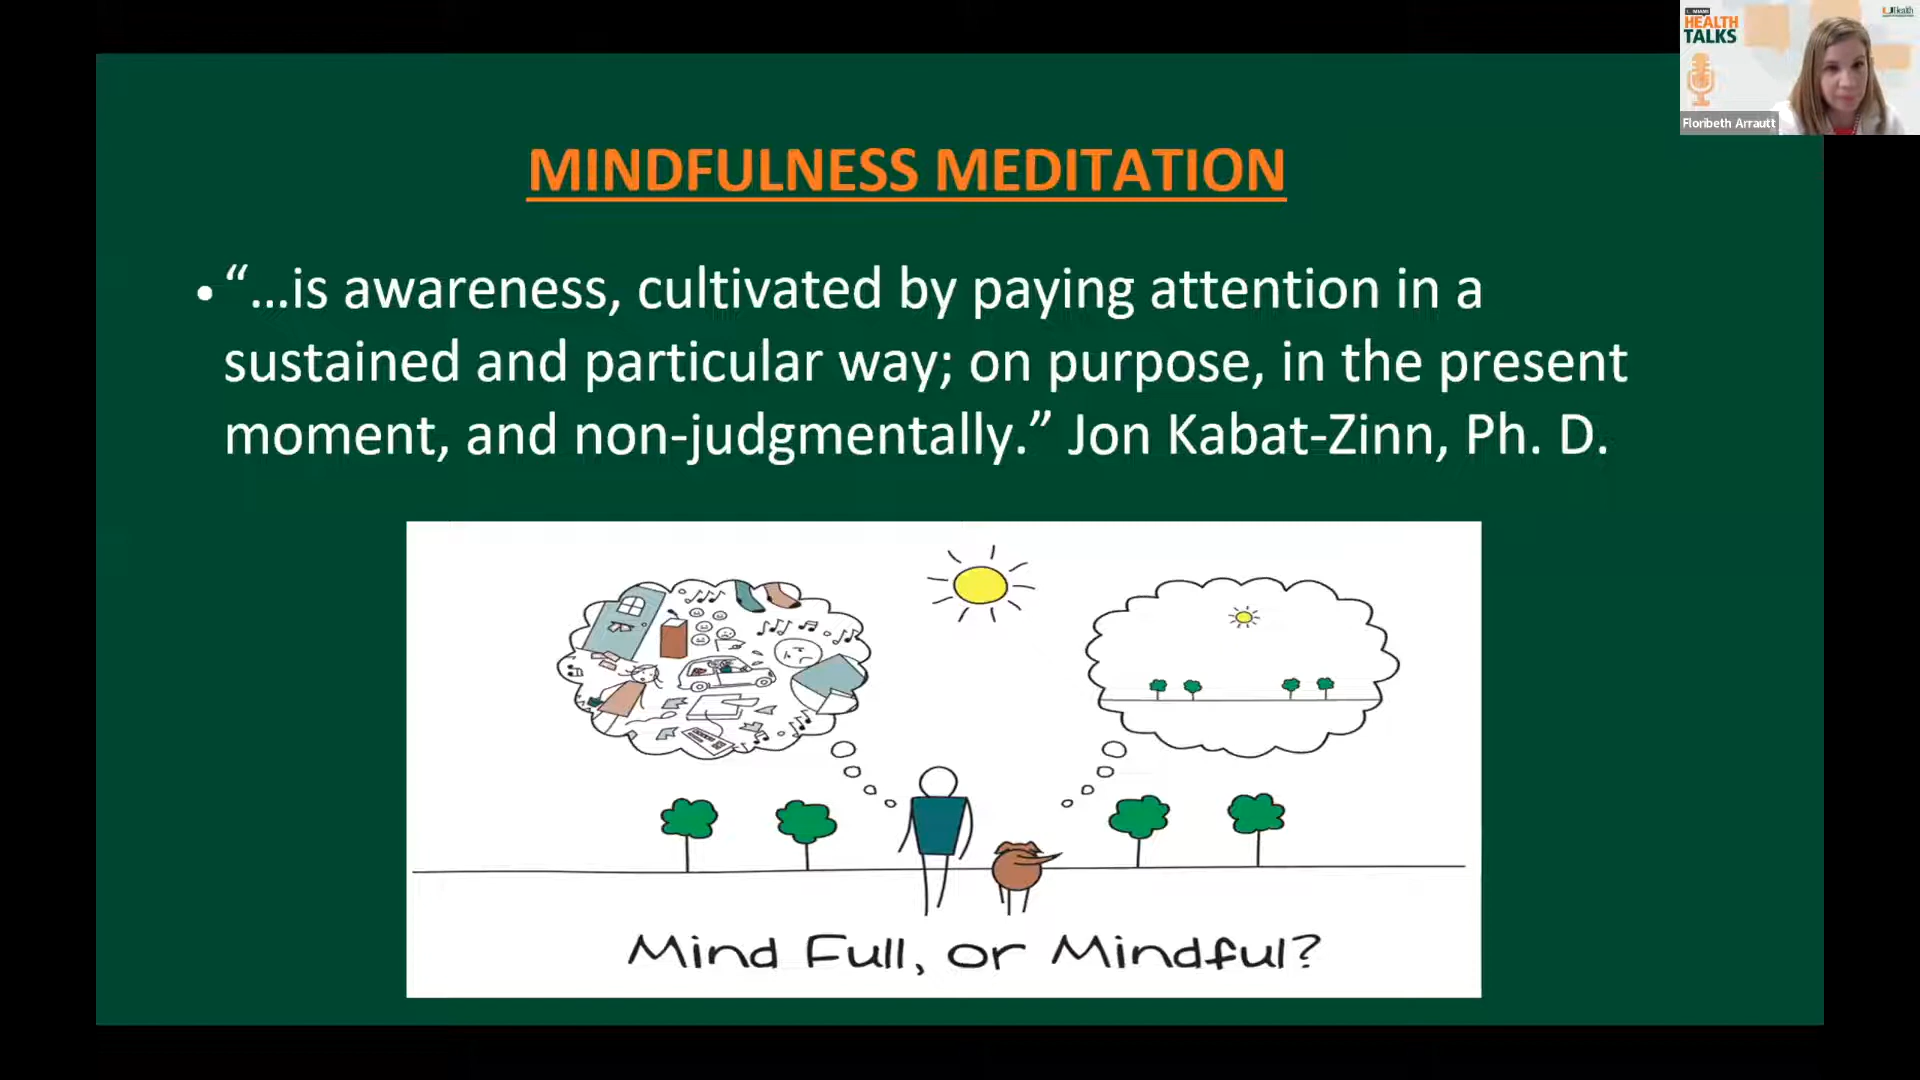 HEALTH
TALKS
UHealth
Floribeth Arrautt
MINDFULNESS MEDITATION
• “…is awareness, cultivated by paying attention in a
sustained and particular way; on purpose, in the present
moment, and non-judgmentally.” Jon Kabat-Zinn, Ph. D.
Mind Full, or Mindful?